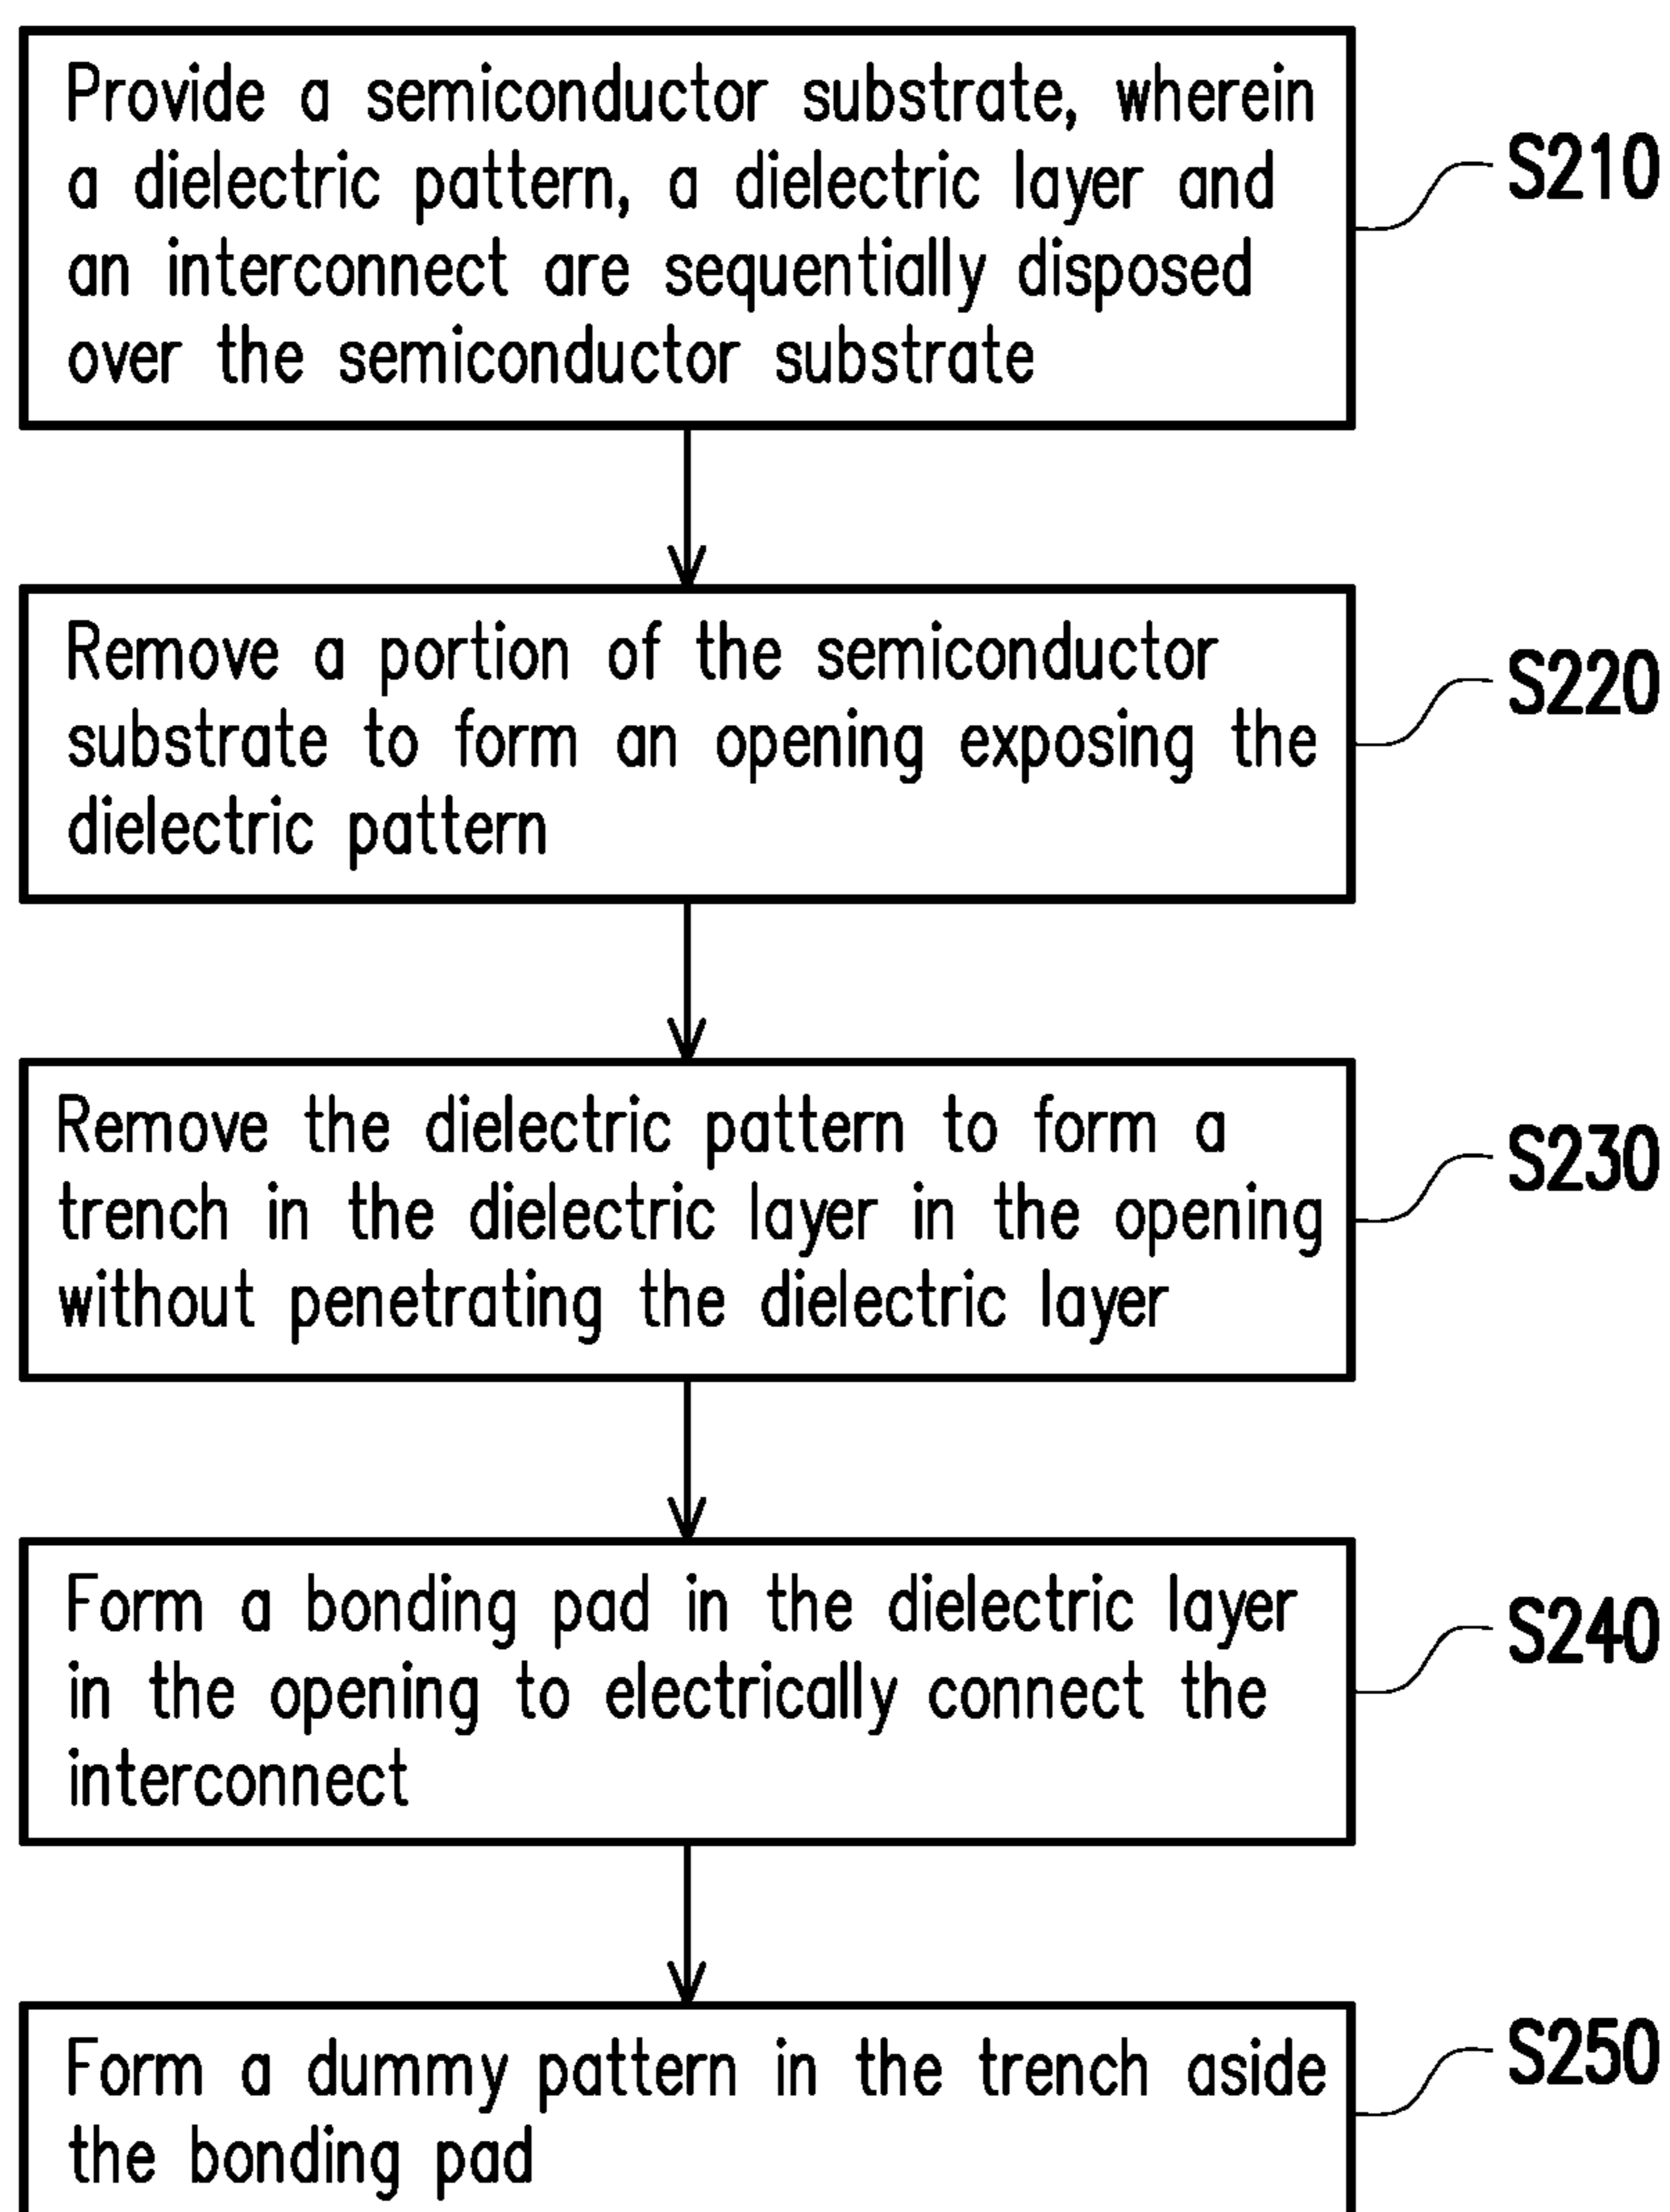 Provide a semiconductor substrate, wherein
a dielectric pattern, a dielectric layer and
an interconnect are sequentially disposed
over the semiconductor substrate
S210
Remove a portion of the semiconductor
substrate to form an opening exposing the
dielectric pattern
S220
Remove the dielectric pattern to form a
trench in the dielectric layer in the opening
without penetrating the dielectric layer
S230
Form a bonding pad in the dielectric layer
in the opening to electrically connect the
interconnect
S240
Form a dummy pattern in the trench aside
the bonding pad
S250